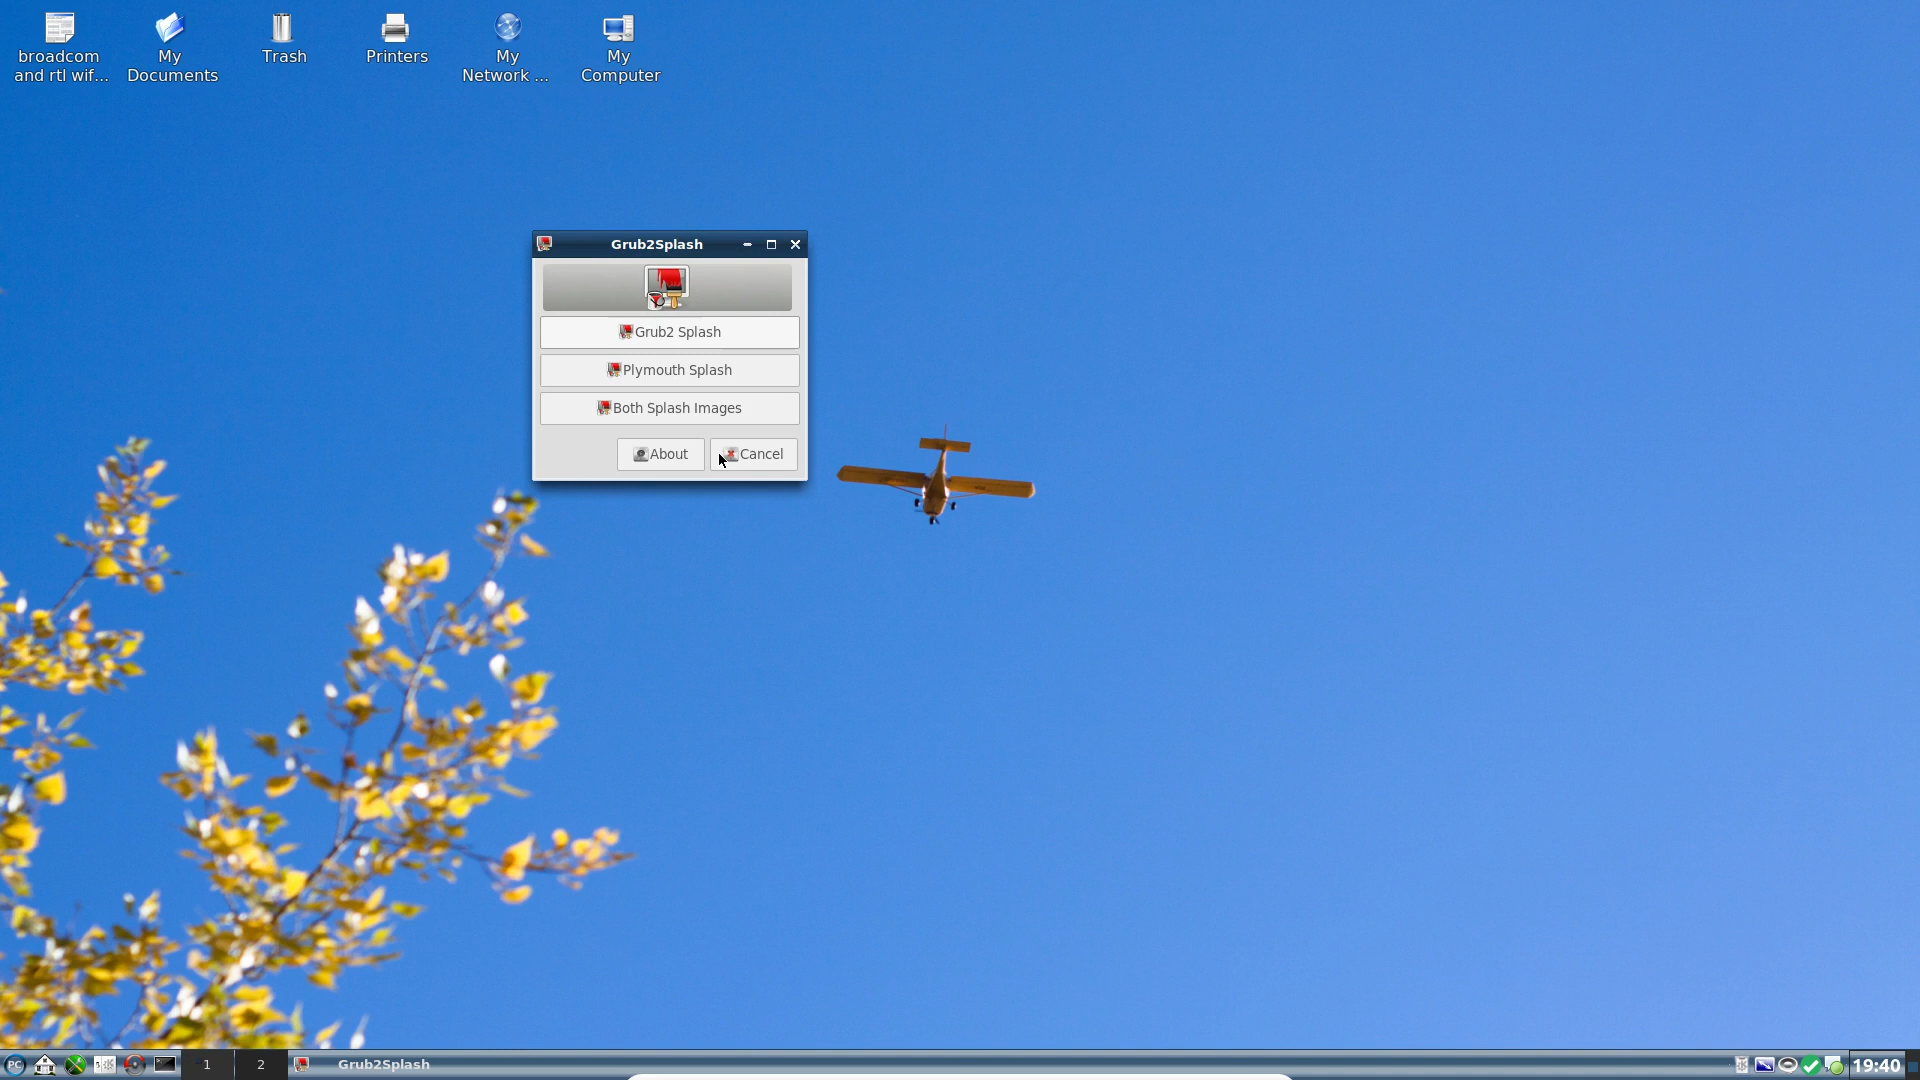 broadcom
and rtl wif...
My
Documents
Trash
Printers
My
Network ...
My
Computer
Grub2Splash
Grub2 Splash
Plymouth Splash
Both Splash Images
About
Cancel
PC
1
2
Grub2Splash
19:40